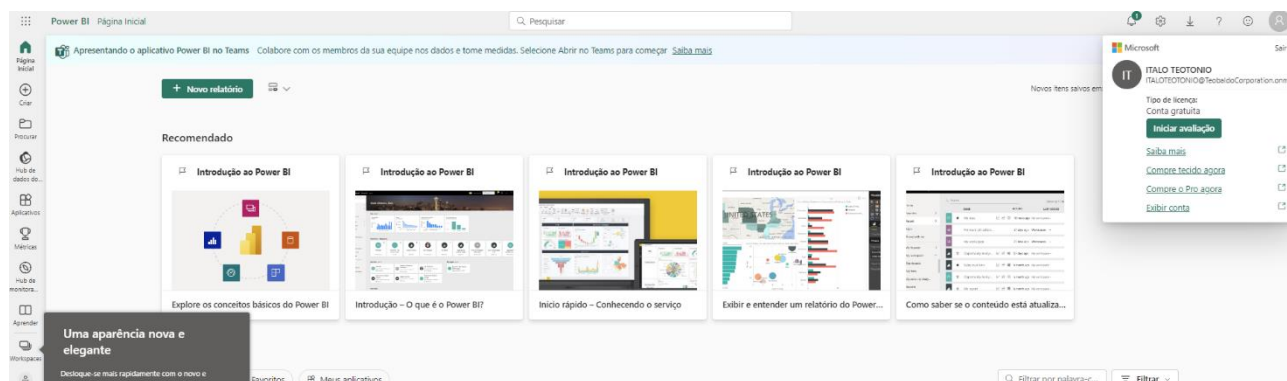 Power BI Página Inicial
Pesquisar
1
Página
Inicial
Criar
Procurar
Hub de
dados do...
Aplicativos
Métricas
Hub de
monitora...
Aprender
Workspaces
Apresentando o aplicativo Power BI no Teams Colabore com os membros da sua equipe nos dados e tome medidas. Selecione Abrir no Teams para começar Saiba mais
+ Novo relatório
Novos itens salvos em
Microsoft
Sair
IT
ITALO TEOTONIO
ITALOTEOTONIO@TeobaldoCorporation.onm
Tipo de licença:
Conta gratuita
Iniciar avaliação
Saiba mais
Compre tecido agora
Compre o Pro agora
Exibir conta
Recomendado
Introdução ao Power BI
Explore os conceitos básicos do Power BI
Introdução ao Power BI
Introdução – O que é o Power BI?
Introdução ao Power BI
Início rápido – Conhecendo o serviço
Introdução ao Power BI
UNITED STATES
Exibir e entender um relatório do Power...
Introdução ao Power BI
Como saber se o conteúdo está atualiza...
Uma aparência nova e
elegante
Desloque-se mais rapidamente com o novo e
Favoritos
Meus aplicativos
Filtrar por palavra-c...
Filtrar